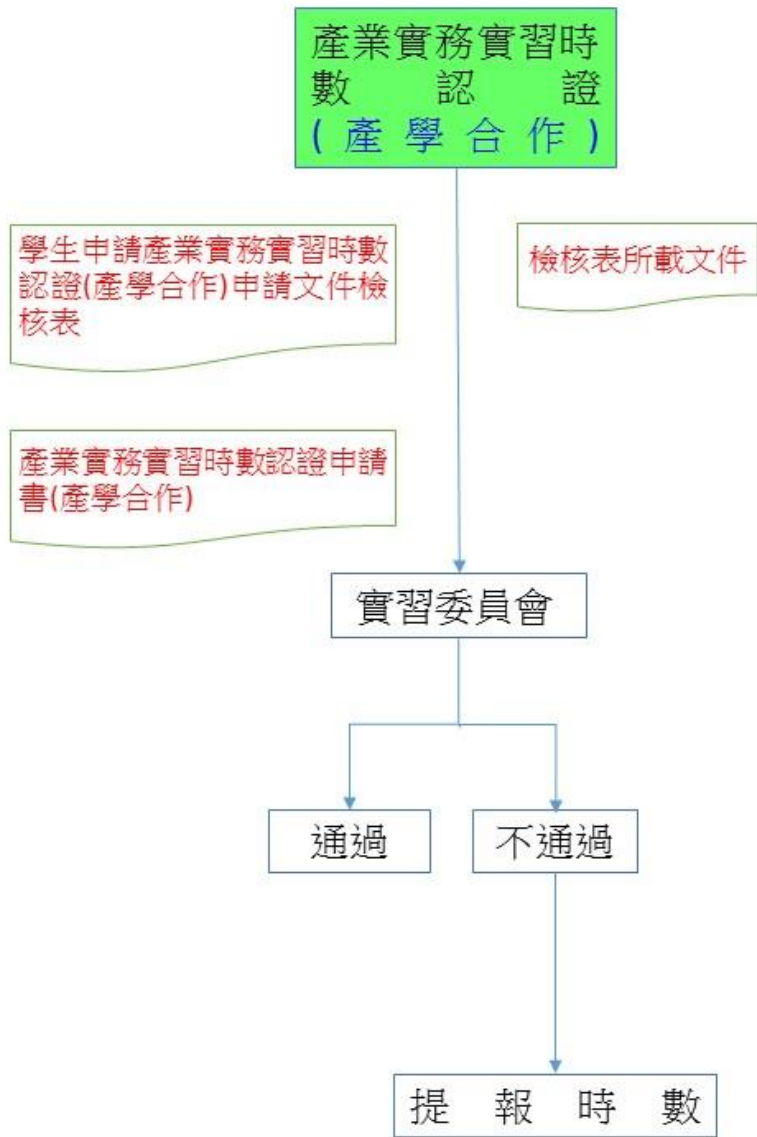 產業實務實習時
數認證
(產學合作)
學生申請產業實務實習時數
認證(產學合作)申請文件檢
核表
檢核表所載文件
產業實務實習時數認證申請
書(產學合作)
實習委員會
通過
不通過
提報時數